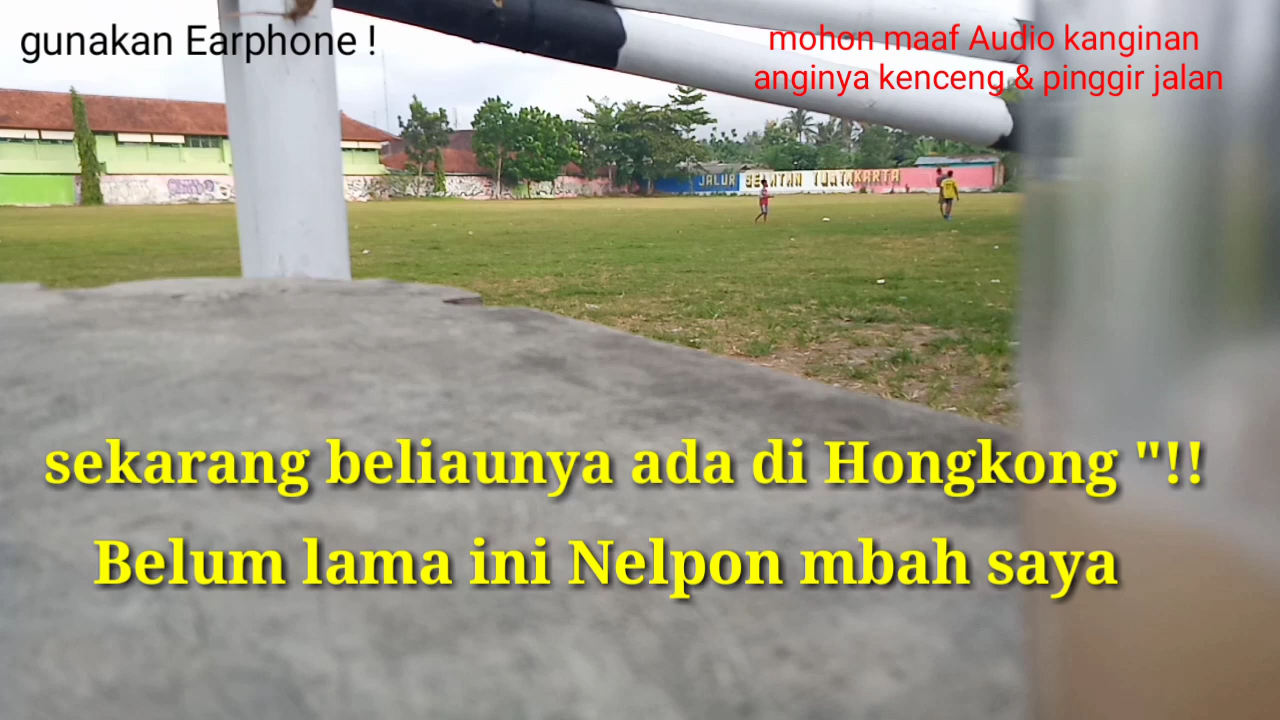 gunakan Earphone !
mohon maaf Audio kanginan
anginya kenceng & pinggir jalan
JALUR SELATAN YOGYAKARTA
sekarang beliaunya ada di Hongkong "!!
Belum lama ini Nelpon mbah saya